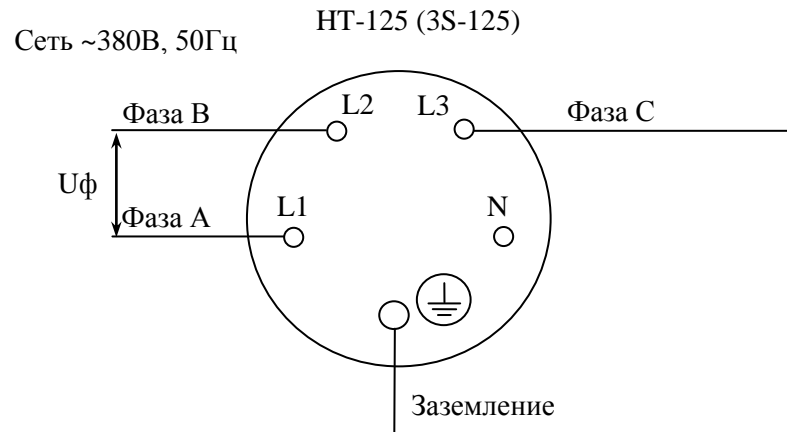 НТ-125 (3S-125)
Сеть ~380В, 50Гц
Фаза В
L2
L3
Фаза С
Uф
Фаза А
L1
N
Заземление